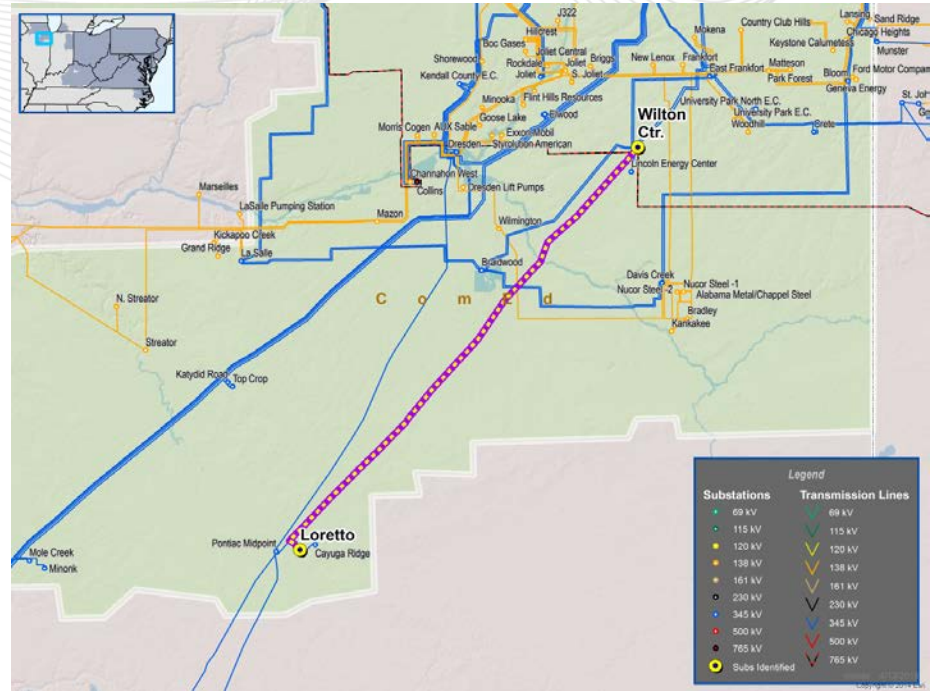 J322
Hillcrest
Boc Gases
Joliet Central
Rockdale
Joliet
Briggs
Joliet
S. Joliet
Shorewood
Kendall County E.C.
Minooka
Flint Hills Resources
Goose Lake
Elwood
Morris Cogen
AUX Sable
Exxon Mobil
Dresden
Styrolution American
Channahon West
Collins
Dresden Lift Pumps
New Lenox
Mokena
Frankfort
East Frankfort
Country Club Hills
Matteson
Park Forest
Keystone Calumet
Lansing
Sand Ridge
Chicago Heights
Munster
Bloom
Ford Motor Compan
Geneva Energy
St. Joh
University Park North E.C.
University Park E.C.
Woodhill
Crete
Wilton
Ctr.
Lincoln Energy Center
Marseilles
LaSalle Pumping Station
Mazon
Kickapoo Creek
Grand Ridge
La Salle
Wilmington
Braidwood
Davis Creek
Nucor Steel -1
Nucor Steel -2
Alabama Metal/Chappel Steel
Bradley
Kankakee
ComEd
N. Streator
Streator
Katydid Road
Top Crop
Loretto
Pontiac Midpoint
Cayuga Ridge
Mole Creek
Minonk
Legend
Substations Transmission Lines
69 kV 69 kV
115 kV 115 kV
120 kV 120 kV
138 kV 138 kV
161 kV 161 kV
230 kV 230 kV
345 kV 345 kV
500 kV 500 kV
765 kV 765 kV
Subs Identified
Copyright © 2014 Esri